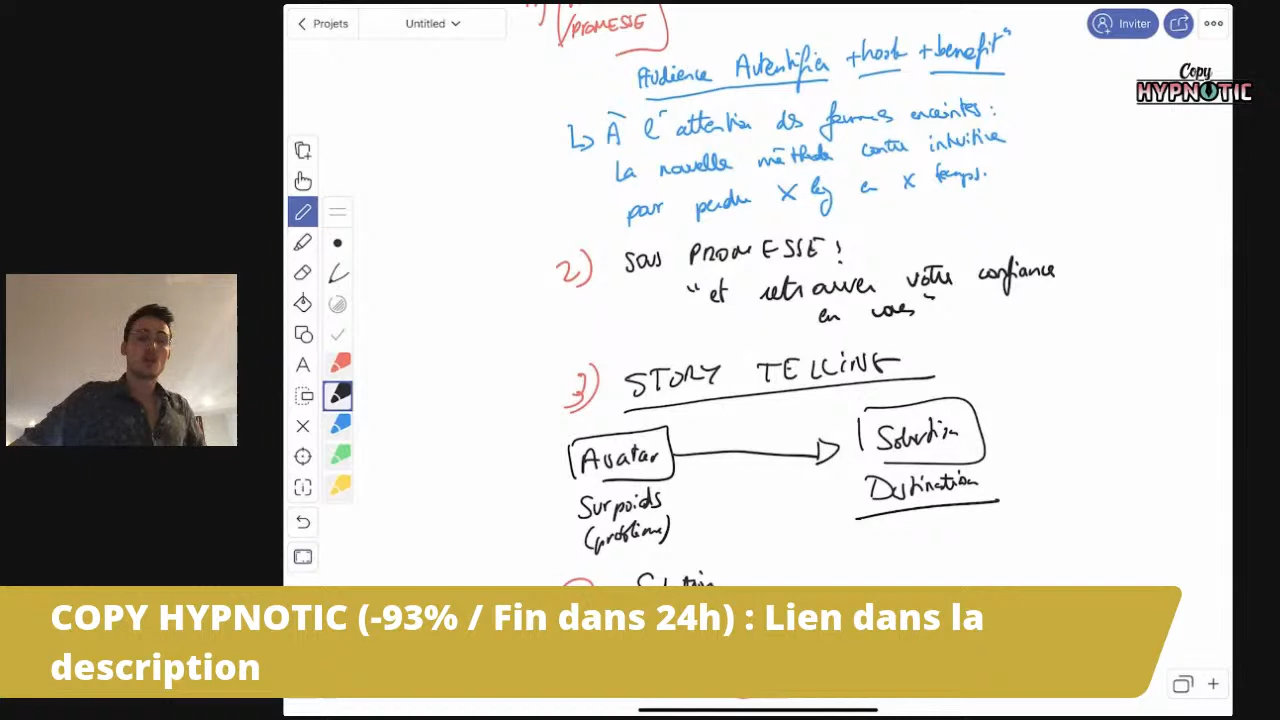 Projets
Untitled
Inviter
Copy
HYPNOTIC
PROMESSE
Audience Autentifier + hook + benefit"
↳ À l'attention des femmes enceintes :
La nouvelle méthode contre intuitive
pour perdre X kg en X temps.
2) SOUS PROMESSE :
"et retrouver votre confiance
en vous"
3) STORY TELLING
Avatar
Solution
Surpoids
Destination
(problème)
COPY HYPNOTIC (-93% / Fin dans 24h) : Lien dans la
description